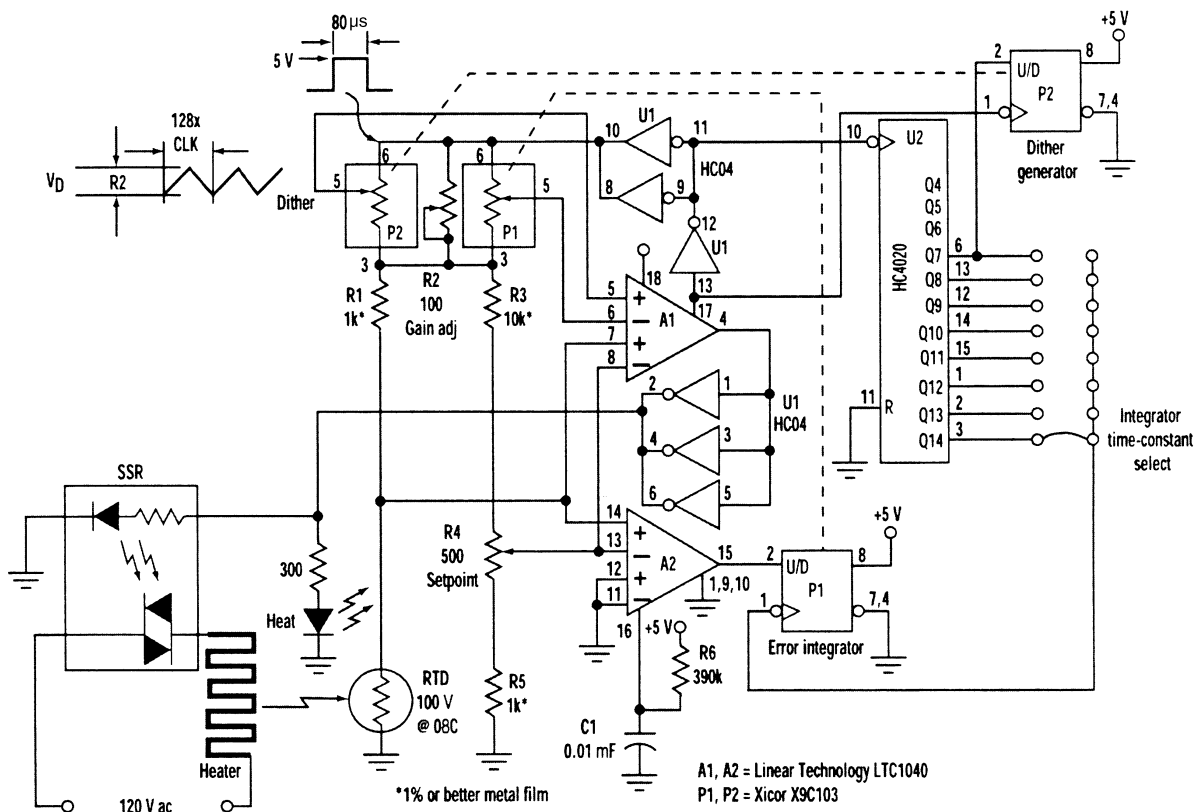 80 µs
5 V
128x
CLK
V_D
R2
5
Dither
6
P2
3
6
5
P1
3
R2
100
Gain adj
R1
1k*
R3
10k*
U1
10
11
HC04
8
9
12
U1
13
17
18
5
+
6
−
7
+
8
−
A1
4
2
1
4
3
6
5
U1
HC04
+5 V
2
U/D
8
P2
1
7,4
Dither
generator
10
U2
HC4020
Q4
Q5
Q6
Q7
6
Q8
13
Q9
12
Q10
14
Q11
15
Q12
1
Q13
2
Q14
3
11
R
Integrator
time-constant
select
SSR
300
Heat
Heater
120 V ac
RTD
100 V
@ 08C
R4
500
Setpoint
R5
1k*
14
+
13
−
12
+
11
−
A2
15
1,9,10
16
+5 V
R6
390k
C1
0.01 mF
+5 V
2
U/D
8
P1
1
7,4
Error integrator
*1% or better metal film
A1, A2 = Linear Technology LTC1040
P1, P2 = Xicor X9C103